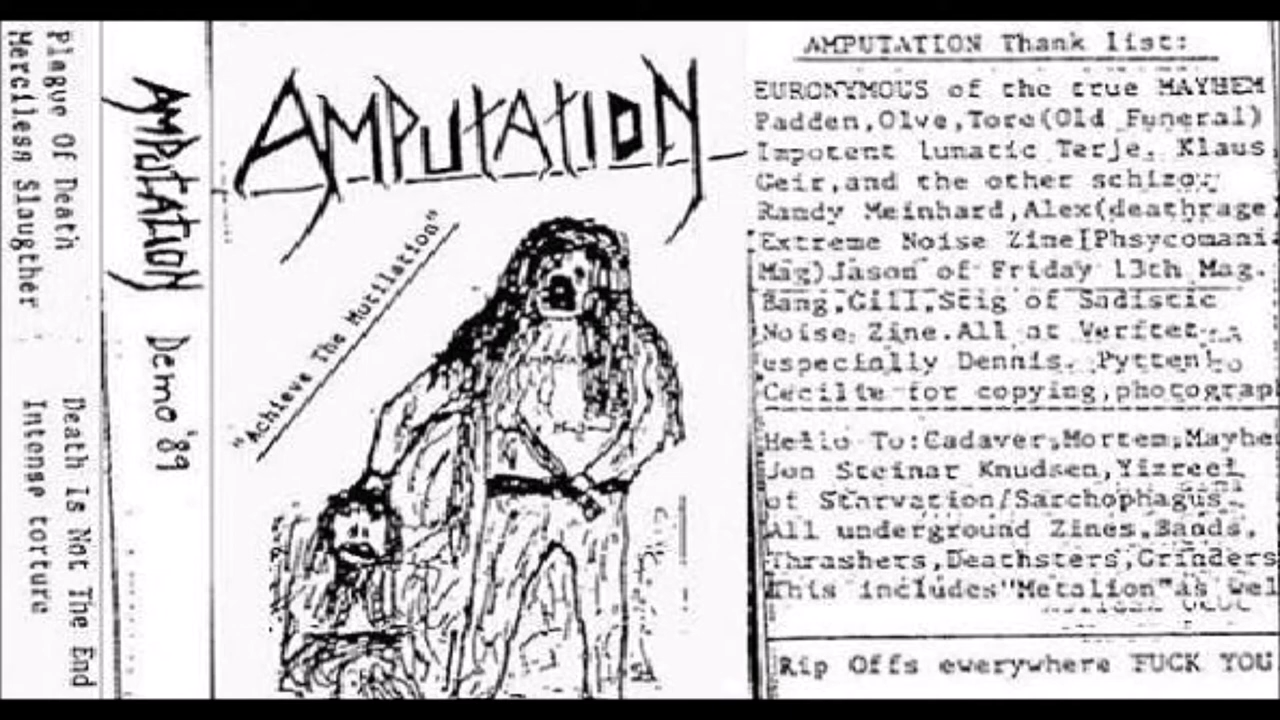 Plague Of Death
Merciless Slaugther
Death Is Not The End
Intense torture
AMPUTATION Demo '89
AMPUTATION
"Achieve The Mutilation"
AMPUTATION Thank list:
EURONYMOUS of the true MAYHEM
Padden,Olve,Tore(Old Funeral)
Impotent lunatic Terje, Klaus
Geir,and the other schizos
Randy Meinhard,Alex(deathrage)
Extreme Noise Zine[Phsycomania
Mag)Jason of Friday 13th Mag.
Bang,Gill,Stig of Sadistic
Noise Zine.All at Verftet
especially Dennis. Pytten
Cecilie for copying,photograp
Hello To:Cadaver,Mortem,Mayhe
Jon Steinar Knudsen,Yizreel
of Starvation/Sarchophagus
All underground Zines,Bands,
Thrashers,Deathsters,Grinders
This includes"Metalion"as wel
Rip Offs ewerywhere FUCK YOU